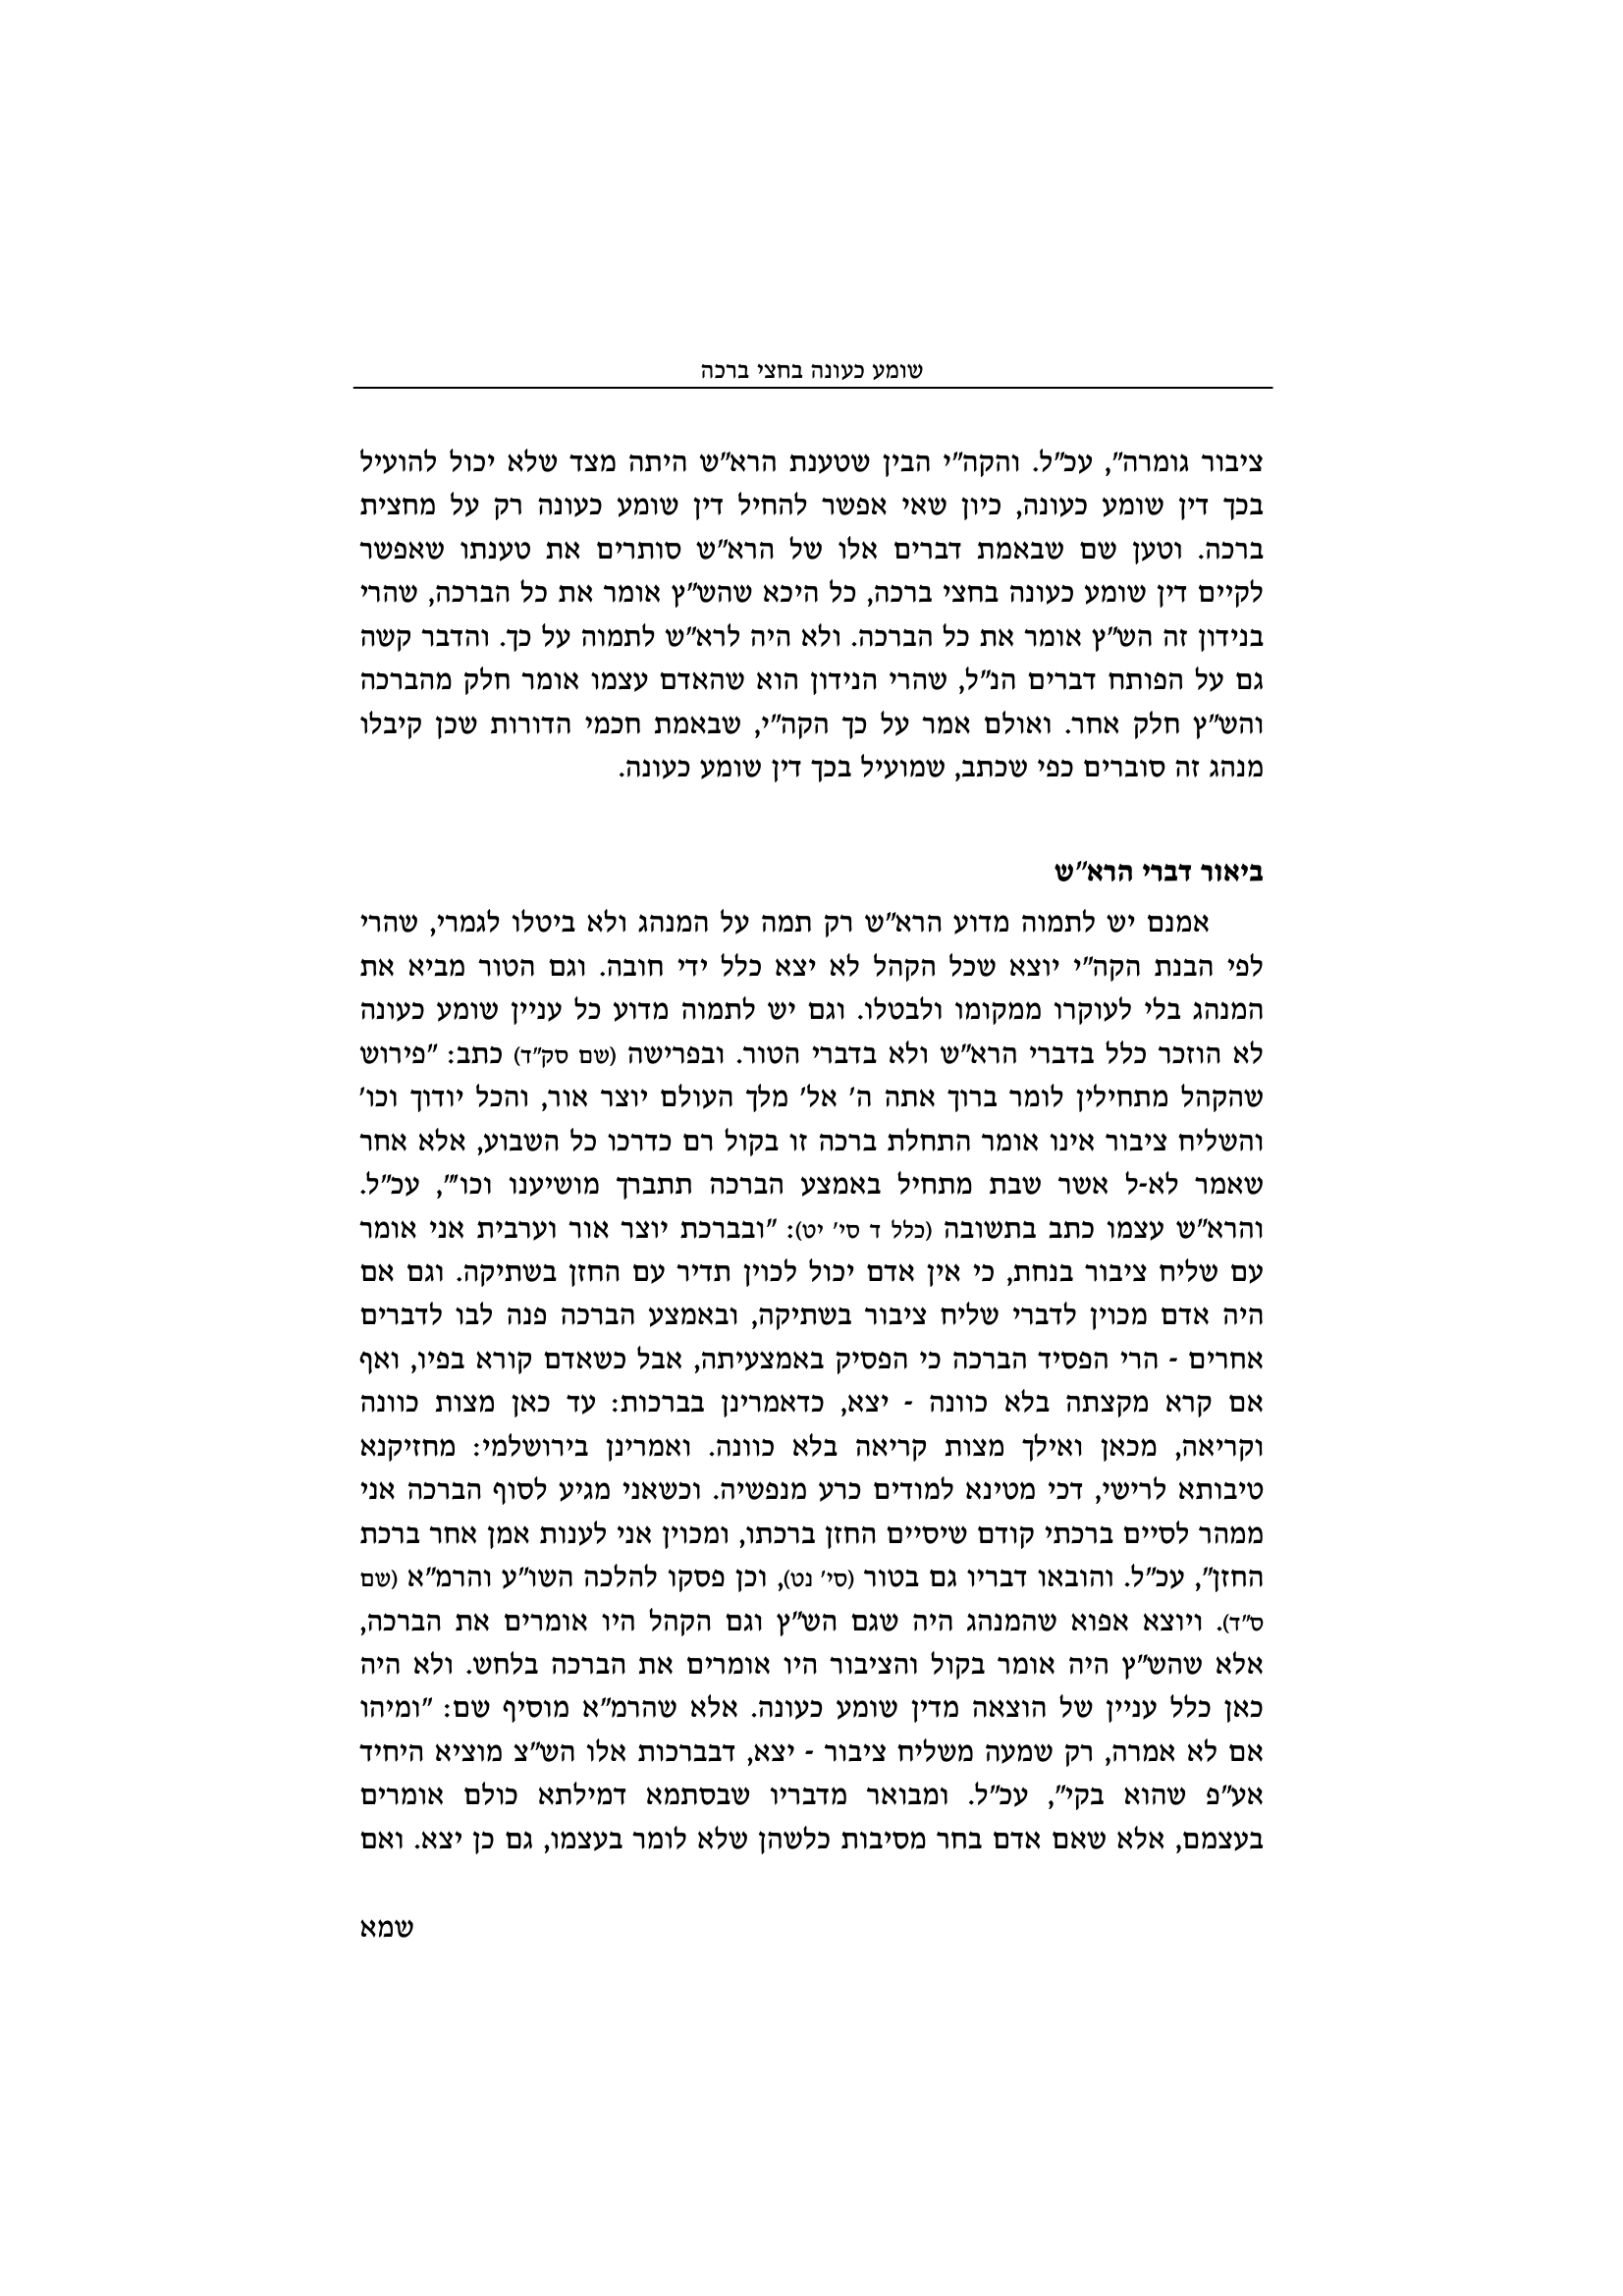 שומע כעונה בחצי ברכה
ציבור גומרה", עכ"ל. והקה"י הבין שטענת הרא"ש היתה מצד שלא יכול להועיל
בכך דין שומע כעונה, כיון שאי אפשר להחיל דין שומע כעונה רק על מחצית
ברכה. וטען שם שבאמת דברים אלו של הרא"ש סותרים את טענתו שאפשר
לקיים דין שומע כעונה בחצי ברכה, כל היכא שהש"ץ אומר את כל הברכה, שהרי
בנידון זה הש"ץ אומר את כל הברכה. ולא היה לרא"ש לתמוה על כך. והדבר קשה
גם על הפותח דברים הנ"ל, שהרי הנידון הוא שהאדם עצמו אומר חלק מהברכה
והש"ץ חלק אחר. ואולם אמר על כך הקה"י, שבאמת חכמי הדורות שכן קיבלו
מנהג זה סוברים כפי שכתב, שמועיל בכך דין שומע כעונה.
ביאור דברי הרא"ש
אמנם יש לתמוה מדוע הרא"ש רק תמה על המנהג ולא ביטלו לגמרי, שהרי
לפי הבנת הקה"י יוצא שכל הקהל לא יצא כלל ידי חובה. וגם הטור מביא את
המנהג בלי לעוקרו ממקומו ולבטלו. וגם יש לתמוה מדוע כל עניין שומע כעונה
לא הוזכר כלל בדברי הרא"ש ולא בדברי הטור. ובפרישה (שם סק"ד) כתב: "פירוש
שהקהל מתחילין לומר ברוך אתה ה' אל' מלך העולם יוצר אור, והכל יודוך וכו'
והשליח ציבור אינו אומר התחלת ברכה זו בקול רם כדרכו כל השבוע, אלא אחר
שאמר לא-ל אשר שבת מתחיל באמצע הברכה תתברך מושיענו וכו'", עכ"ל.
והרא"ש עצמו כתב בתשובה (כלל ד סי' יט): "ובברכת יוצר אור וערבית אני אומר
עם שליח ציבור בנחת, כי אין אדם יכול לכוין תדיר עם החזן בשתיקה. וגם אם
היה אדם מכוין לדברי שליח ציבור בשתיקה, ובאמצע הברכה פנה לבו לדברים
אחרים - הרי הפסיד הברכה כי הפסיק באמצעיתה, אבל כשאדם קורא בפיו, ואף
אם קרא מקצתה בלא כוונה - יצא, כדאמרינן בברכות: עד כאן מצות כוונה
וקריאה, מכאן ואילך מצות קריאה בלא כוונה. ואמרינן בירושלמי: מחזיקנא
טיבותא לרישי, דכי מטינא למודים כרע מנפשיה. וכשאני מגיע לסוף הברכה אני
ממהר לסיים ברכתי קודם שיסיים החזן ברכתו, ומכוין אני לענות אמן אחר ברכת
החזן", עכ"ל. והובאו דבריו גם בטור (סי' נט), וכן פסקו להלכה השו"ע והרמ"א (שם
ס"ד). ויוצא אפוא שהמנהג היה שגם הש"ץ וגם הקהל היו אומרים את הברכה,
אלא שהש"ץ היה אומר בקול והציבור היו אומרים את הברכה בלחש. ולא היה
כאן כלל עניין של הוצאה מדין שומע כעונה. אלא שהרמ"א מוסיף שם: "ומיהו
אם לא אמרה, רק שמעה משליח ציבור - יצא, דבברכות אלו הש"צ מוציא היחיד
אע"פ שהוא בקי", עכ"ל. ומבואר מדבריו שבסתמא דמילתא כולם אומרים
בעצמם, אלא שאם אדם בחר מסיבות כלשהן שלא לומר בעצמו, גם כן יצא. ואם
שמא